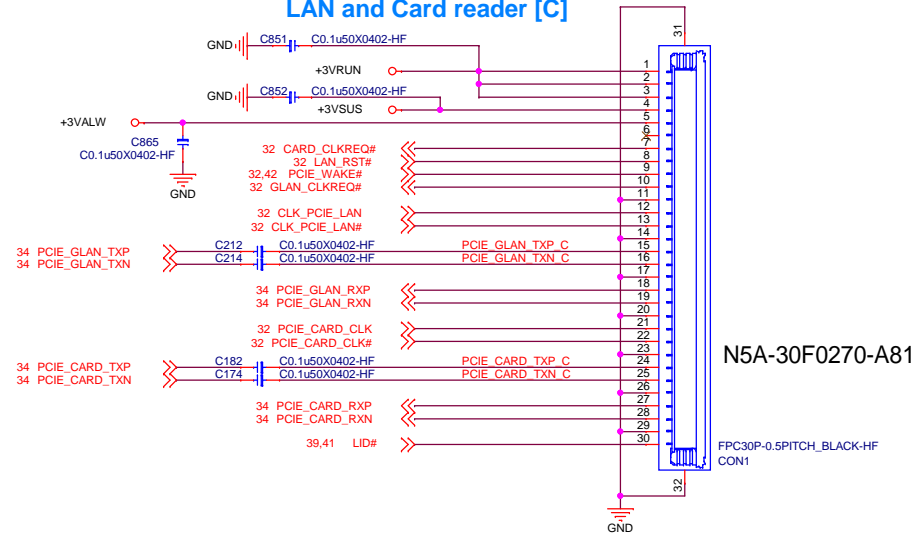 LAN and Card reader [C]
GND C851 C0.1u50X0402-HF
+3VRUN
GND C852 C0.1u50X0402-HF
+3VSUS
+3VALW
C865
C0.1u50X0402-HF
GND
32 CARD_CLKREQ#
32 LAN_RST#
32,42 PCIE_WAKE#
32 GLAN_CLKREQ#
32 CLK_PCIE_LAN
32 CLK_PCIE_LAN#
34 PCIE_GLAN_TXP C212 C0.1u50X0402-HF PCIE_GLAN_TXP_C
34 PCIE_GLAN_TXN C214 C0.1u50X0402-HF PCIE_GLAN_TXN_C
34 PCIE_GLAN_RXP
34 PCIE_GLAN_RXN
32 PCIE_CARD_CLK
32 PCIE_CARD_CLK#
34 PCIE_CARD_TXP C182 C0.1u50X0402-HF PCIE_CARD_TXP_C
34 PCIE_CARD_TXN C174 C0.1u50X0402-HF PCIE_CARD_TXN_C
34 PCIE_CARD_RXP
34 PCIE_CARD_RXN
39,41 LID#
31
1
2
3
4
5
6
7
8
9
10
11
12
13
14
15
16
17
18
19
20
21
22
23
24
25
26
27
28
29
30
32
GND
N5A-30F0270-A81
FPC30P-0.5PITCH_BLACK-HF
CON1